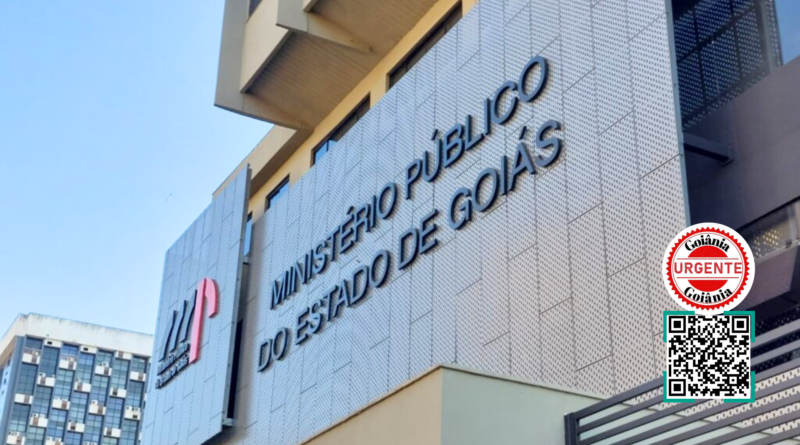 MINISTÉRIO PÚBLICO
DO ESTADO DE GOIÁS
Goiânia
URGENTE
Goiânia